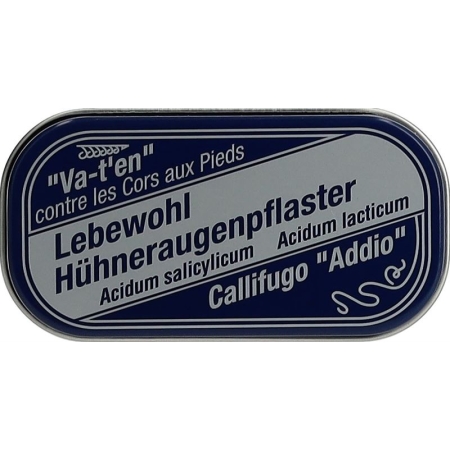 "Va-t'en"
contre les Cors aux Pieds
Lebewohl
Hühneraugenpflaster
Acidum salicylicum Acidum lacticum
Callifugo "Addio"